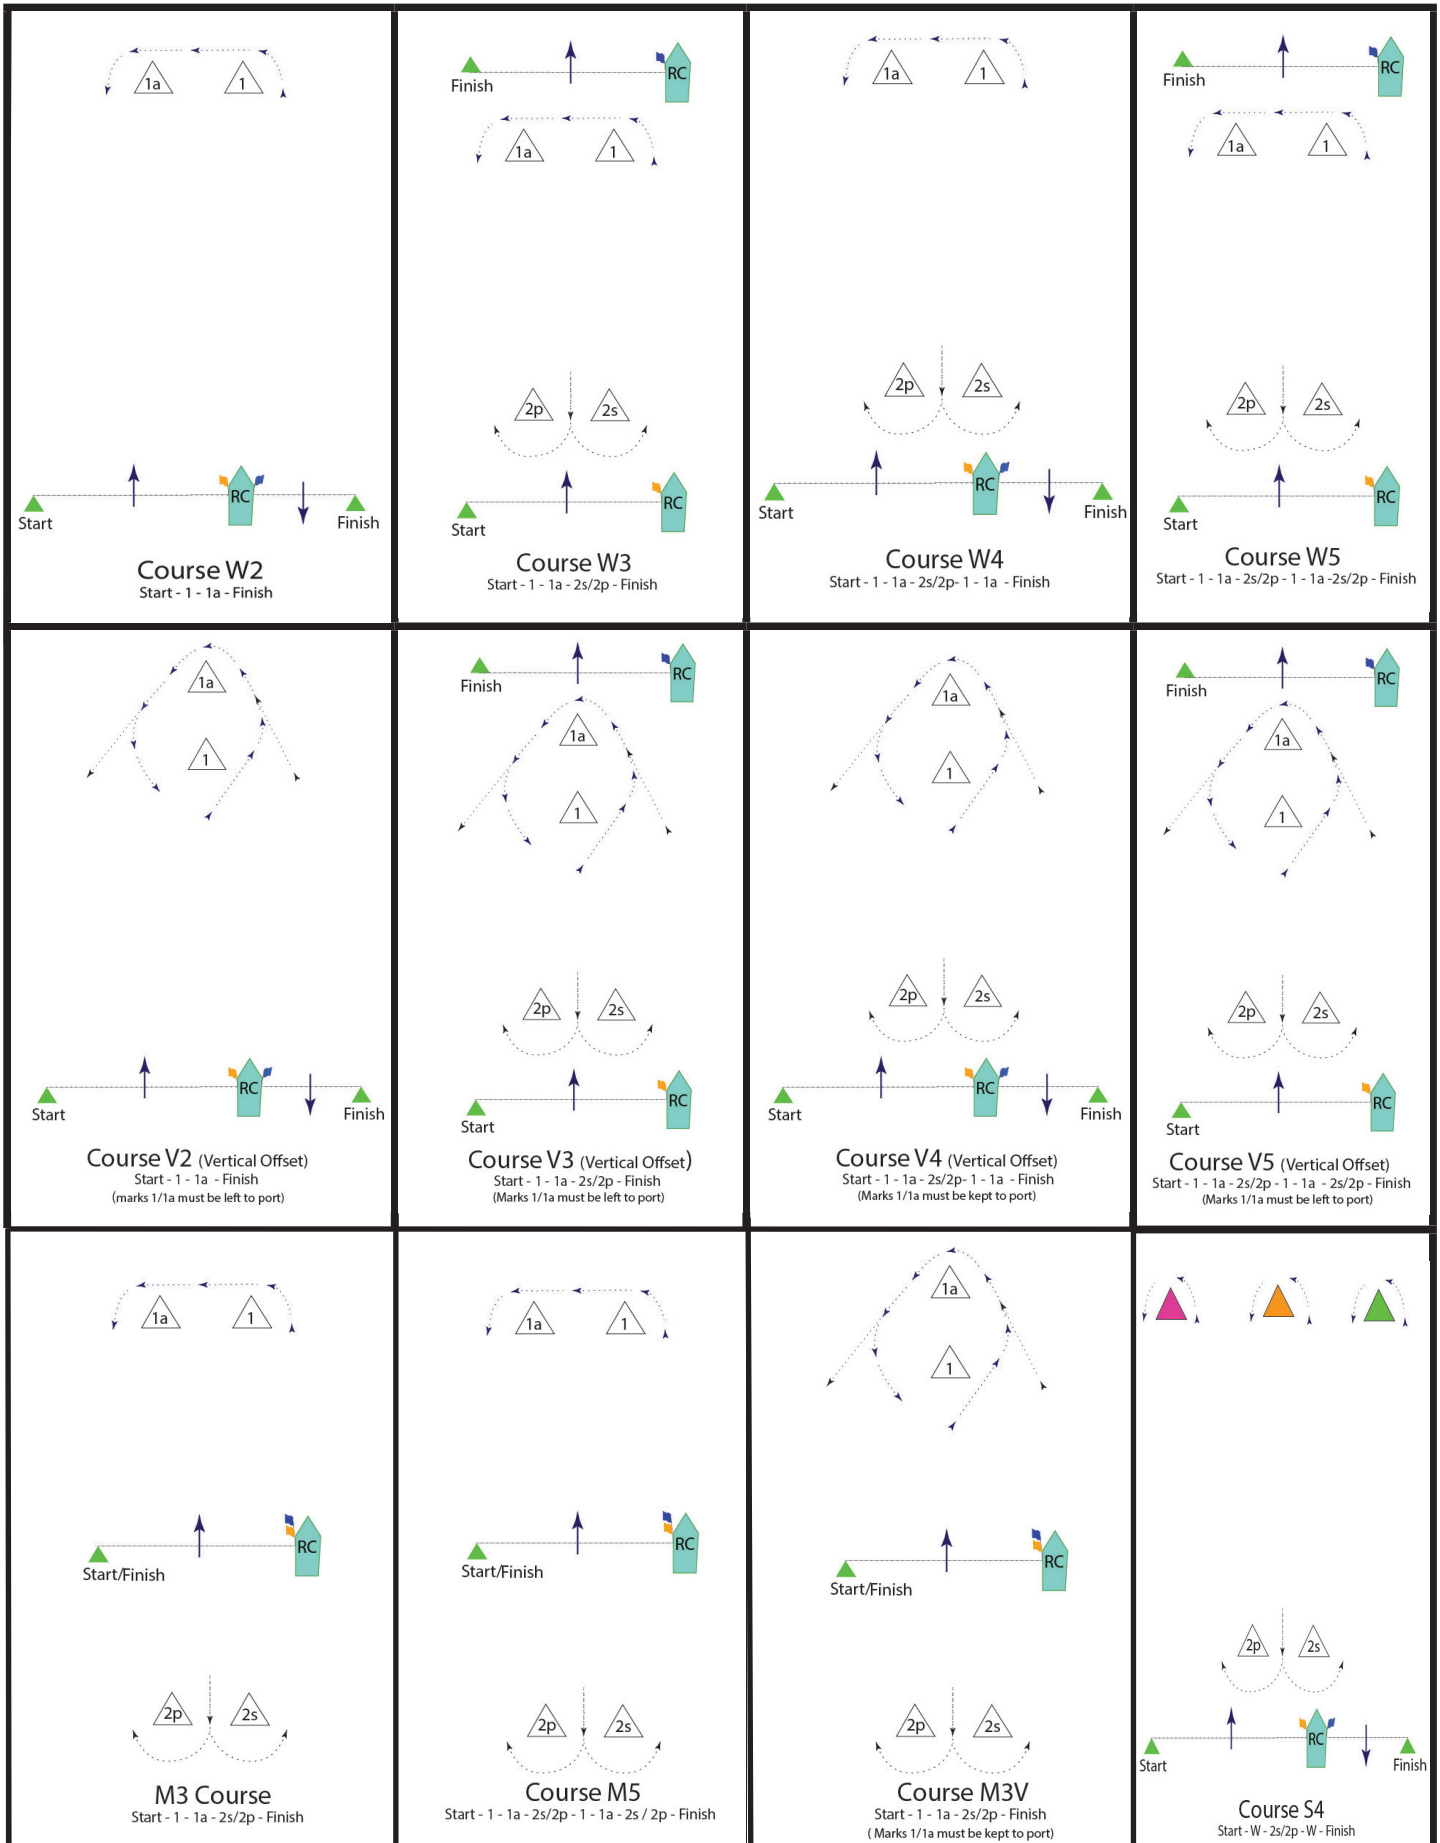 1a 1
RC
Start Finish
Course W2
Start - 1 - 1a - Finish
Finish RC
1a 1
2p 2s
RC
Start
Course W3
Start - 1 - 1a - 2s/2p - Finish
1a 1
2p 2s
RC
Start Finish
Course W4
Start - 1 - 1a - 2s/2p- 1 - 1a - Finish
RC
Finish
1a 1
2p 2s
RC
Start
Course W5
Start - 1 - 1a - 2s/2p - 1 - 1a -2s/2p - Finish
1a
1
RC
Start Finish
Course V2 (Vertical Offset)
Start - 1 - 1a - Finish
(marks 1/1a must be left to port)
RC
Finish
1a
1
2p 2s
RC
Start
Course V3 (Vertical Offset)
Start - 1 - 1a - 2s/2p - Finish
(Marks 1/1a must be left to port)
1a
1
2p 2s
RC
Start Finish
Course V4 (Vertical Offset)
Start - 1 - 1a - 2s/2p- 1 - 1a - Finish
(Marks 1/1a must be kept to port)
RC
Finish
1a
1
2p 2s
RC
Start
Course V5 (Vertical Offset)
Start - 1 - 1a - 2s/2p - 1 - 1a - 2s/2p - Finish
(Marks 1/1a must be left to port)
1a 1
RC
Start/Finish
2p 2s
M3 Course
Start - 1 - 1a - 2s/2p - Finish
1a 1
RC
Start/Finish
2p 2s
Course M5
Start - 1 - 1a - 2s/2p - 1 - 1a - 2s / 2p - Finish
1a
1
RC
Start/Finish
2p 2s
Course M3V
Start - 1 - 1a - 2s/2p - Finish
( Marks 1/1a must be kept to port)
2p 2s
RC
Start Finish
Course S4
Start - W - 2s/2p - W - Finish